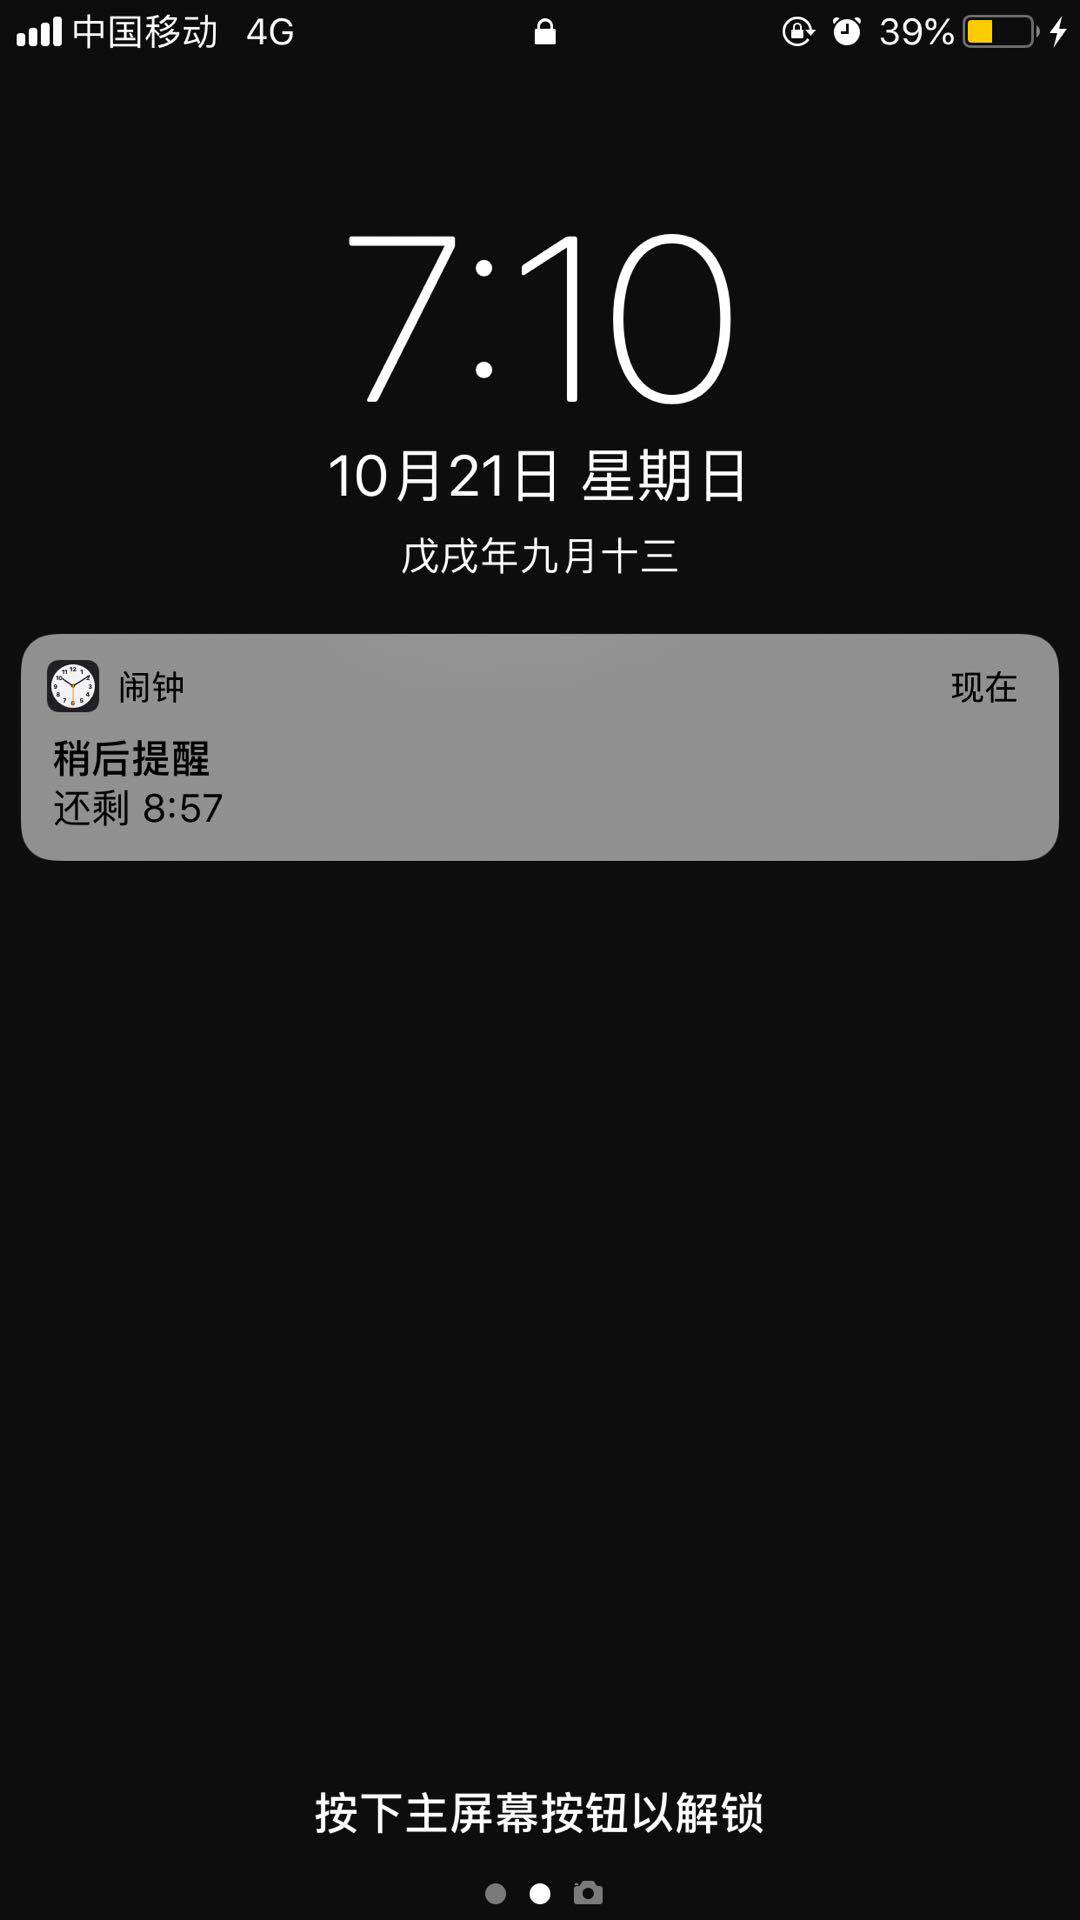 中国移动 4G 39%
7:10
10月21日 星期日
戊戌年九月十三
闹钟 现在
稍后提醒
还剩 8:57
按下主屏幕按钮以解锁